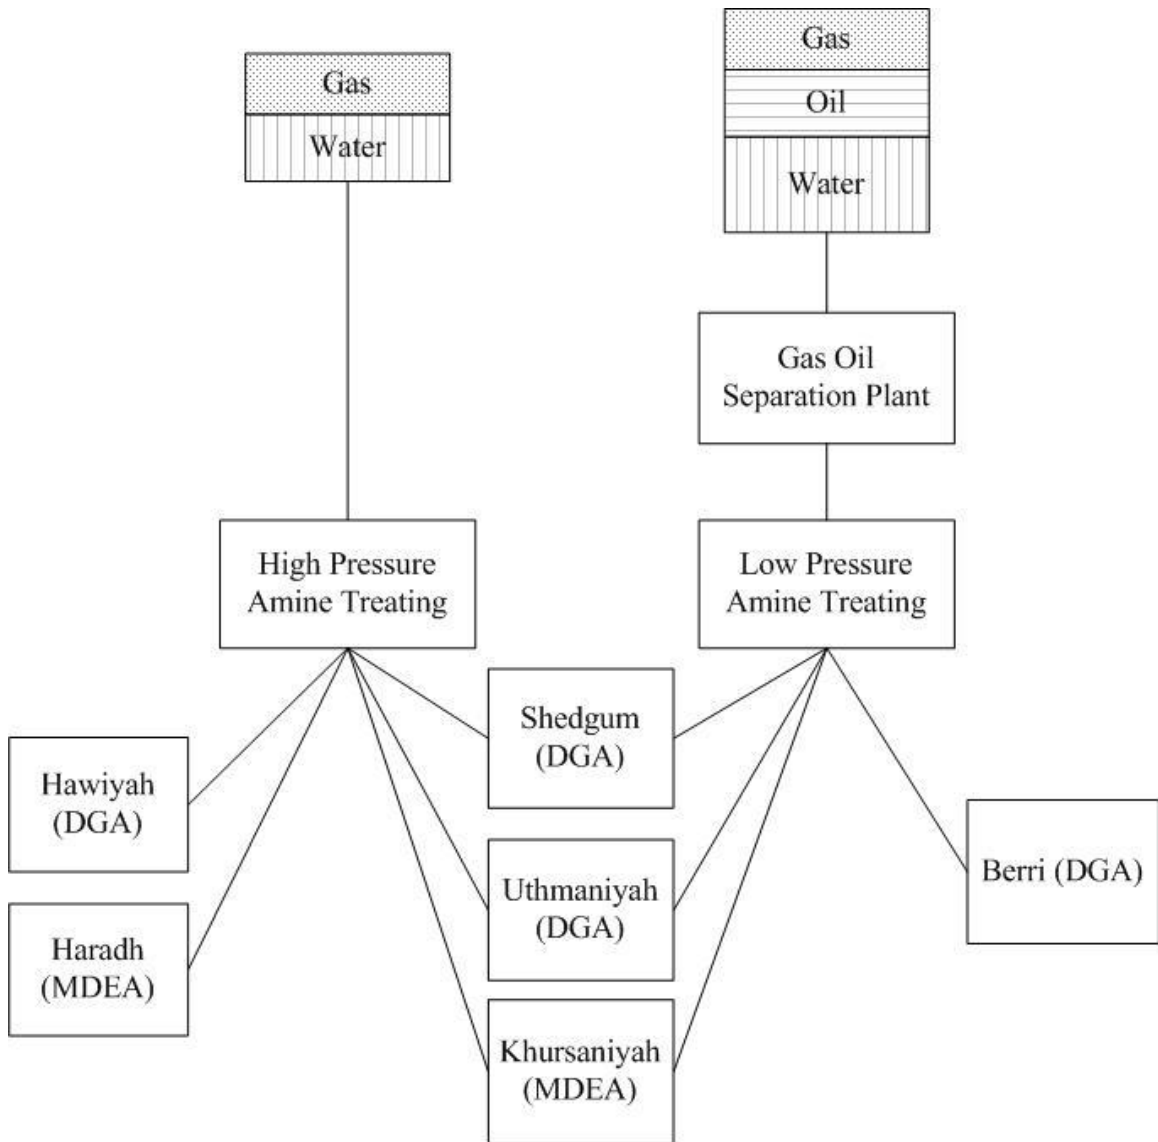 Gas
Water
Gas
Oil
Water
Gas Oil
Separation Plant
High Pressure
Amine Treating
Low Pressure
Amine Treating
Hawiyah
(DGA)
Haradh
(MDEA)
Shedgum
(DGA)
Uthmaniyah
(DGA)
Khursaniyah
(MDEA)
Berri (DGA)